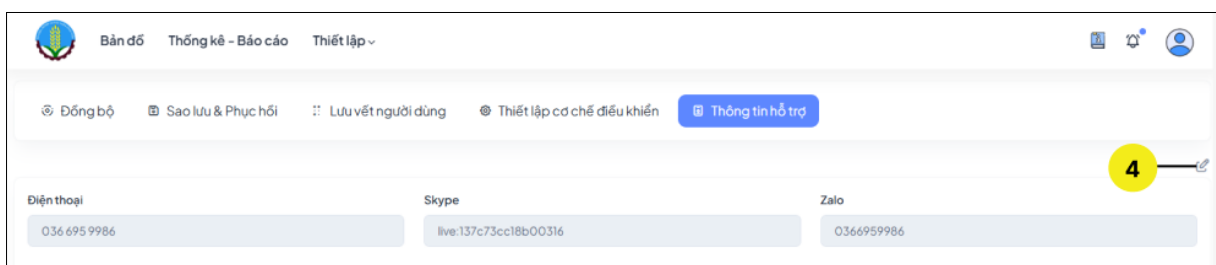 Bản đồ Thống kê - Báo cáo Thiết lập
Đồng bộ Sao lưu & Phục hồi Lưu vết người dùng Thiết lập cơ chế điều khiển Thông tin hỗ trợ
4
Điện thoại Skype Zalo
036 695 9986 live:137c73cc18b00316 0366959986